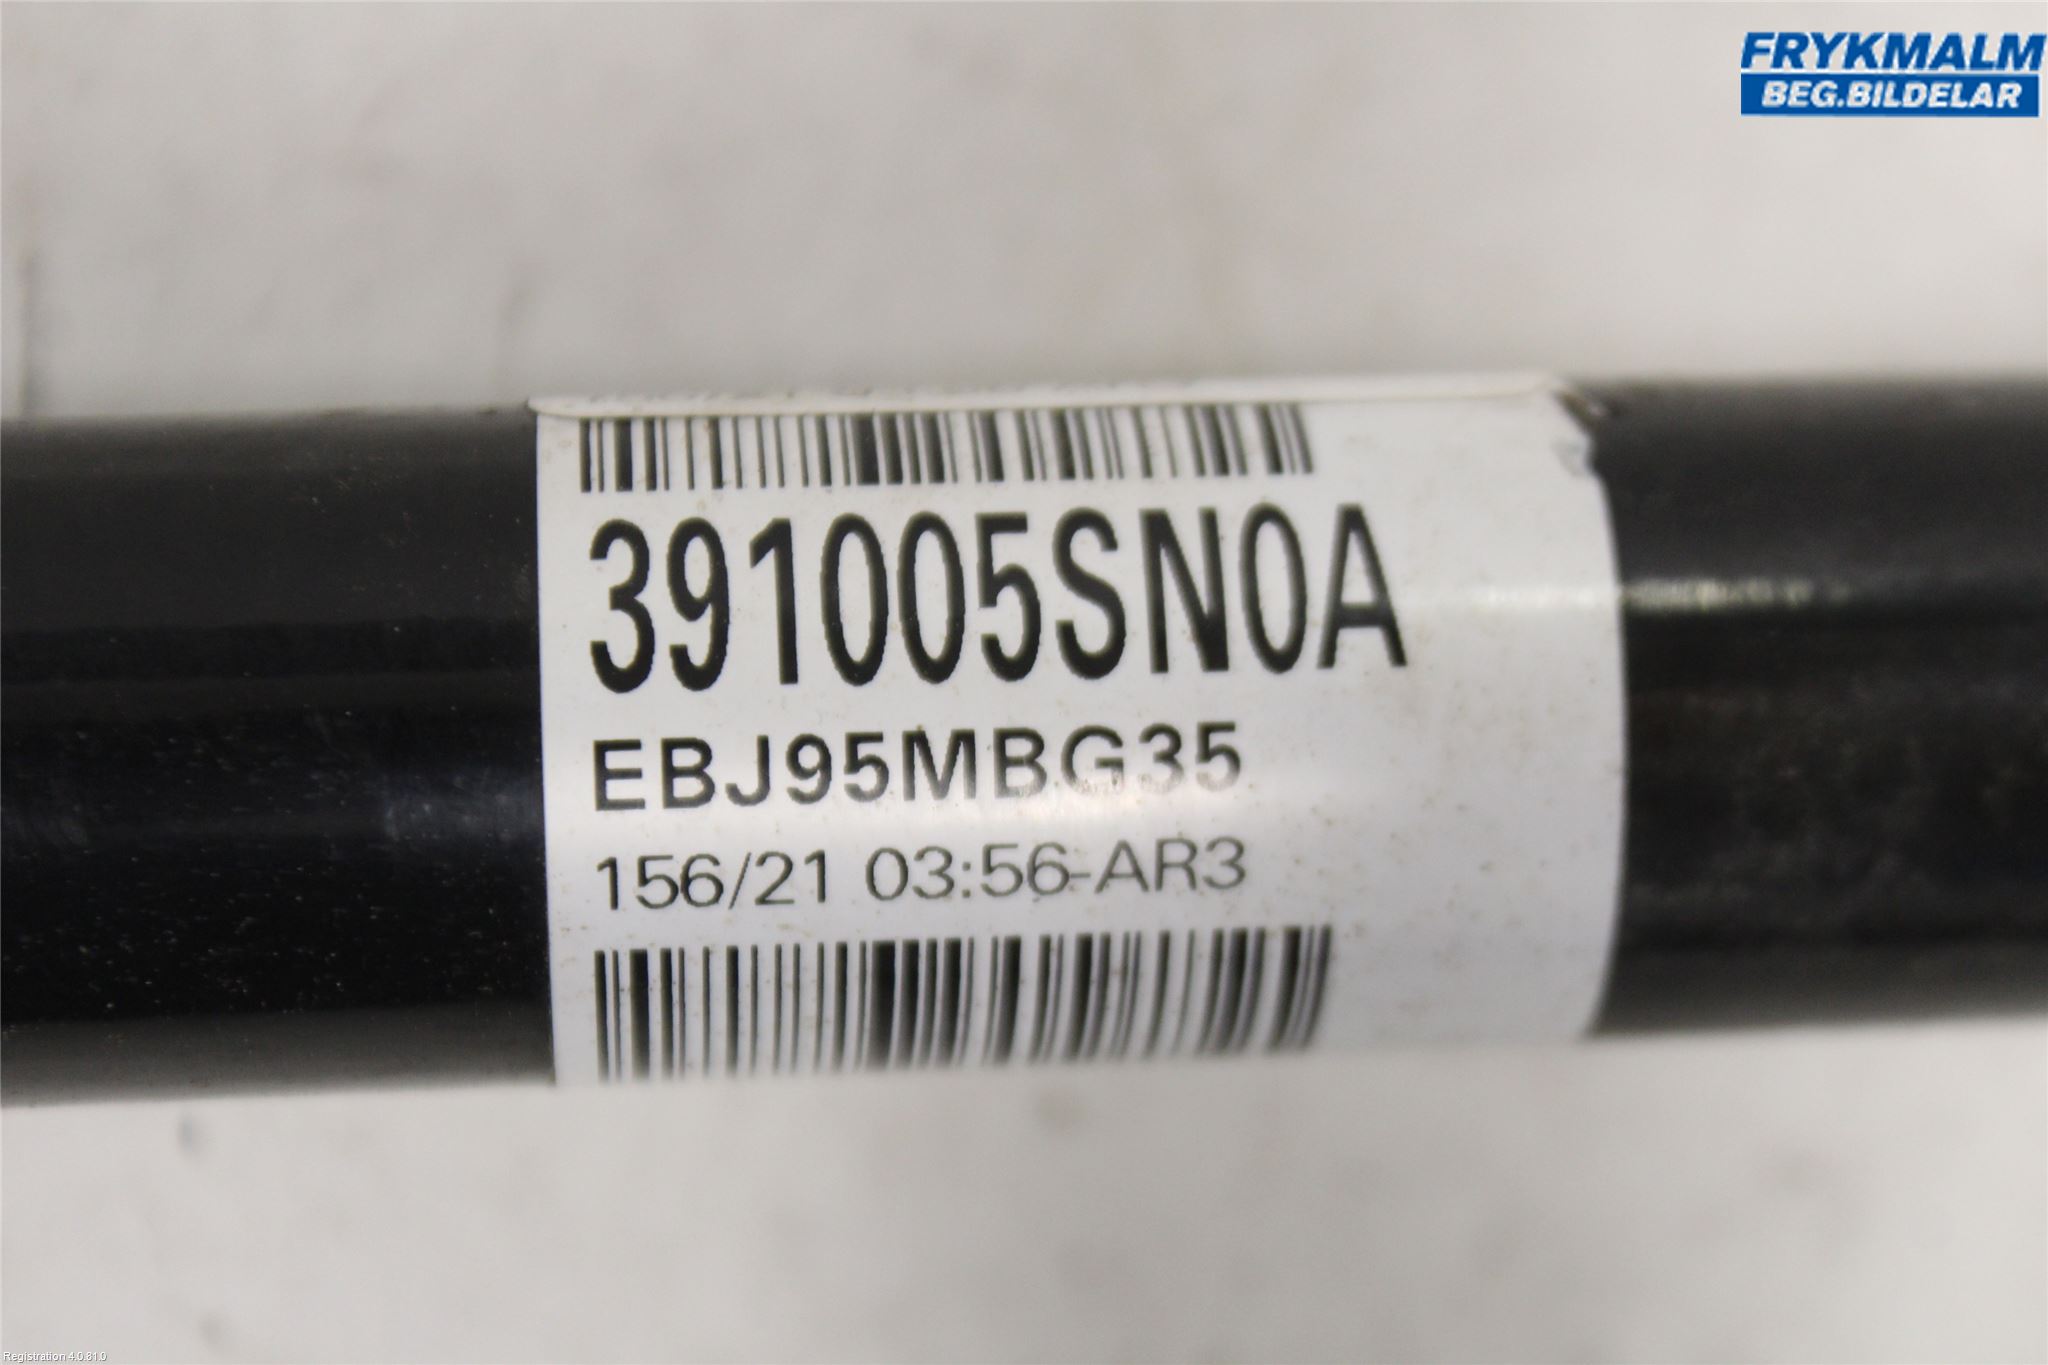 FRYKMALM
BEG.BILDELAR
391005SN0A
EBJ95MBG35
156/21 03:56-AR3
Registration 4.0.81.0